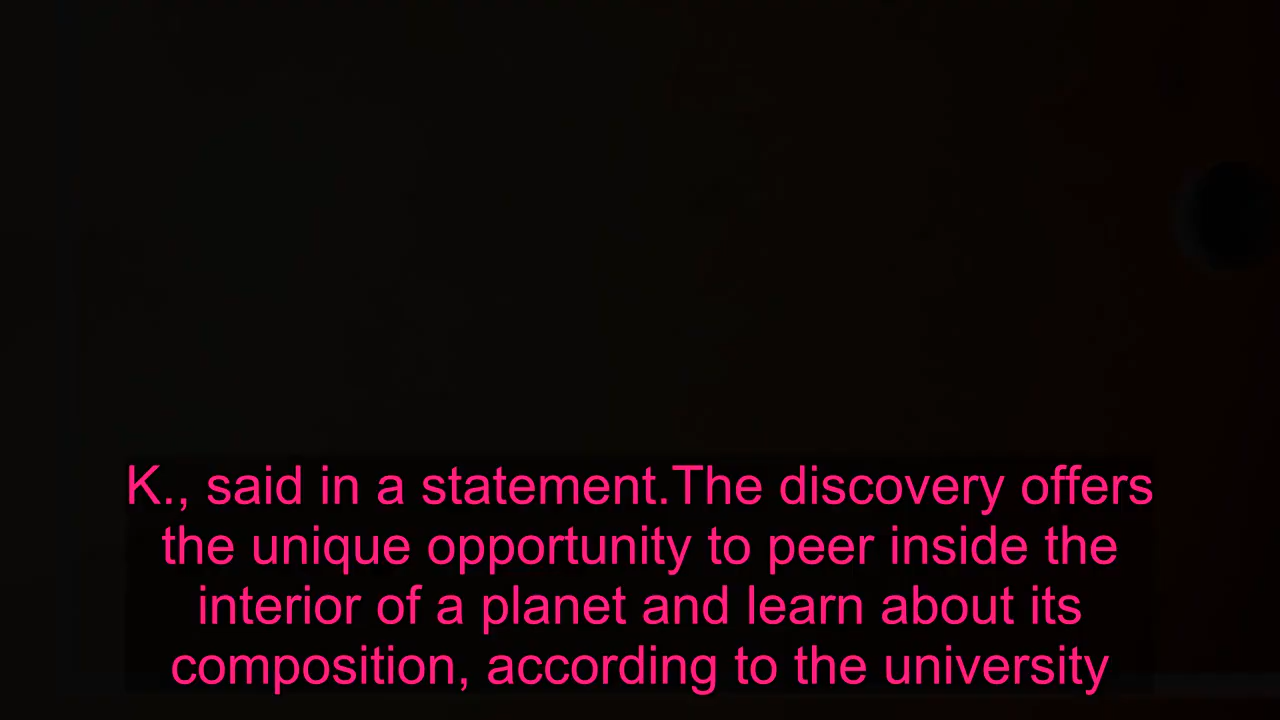 K., said in a statement.The discovery offers
the unique opportunity to peer inside the
interior of a planet and learn about its
composition, according to the university